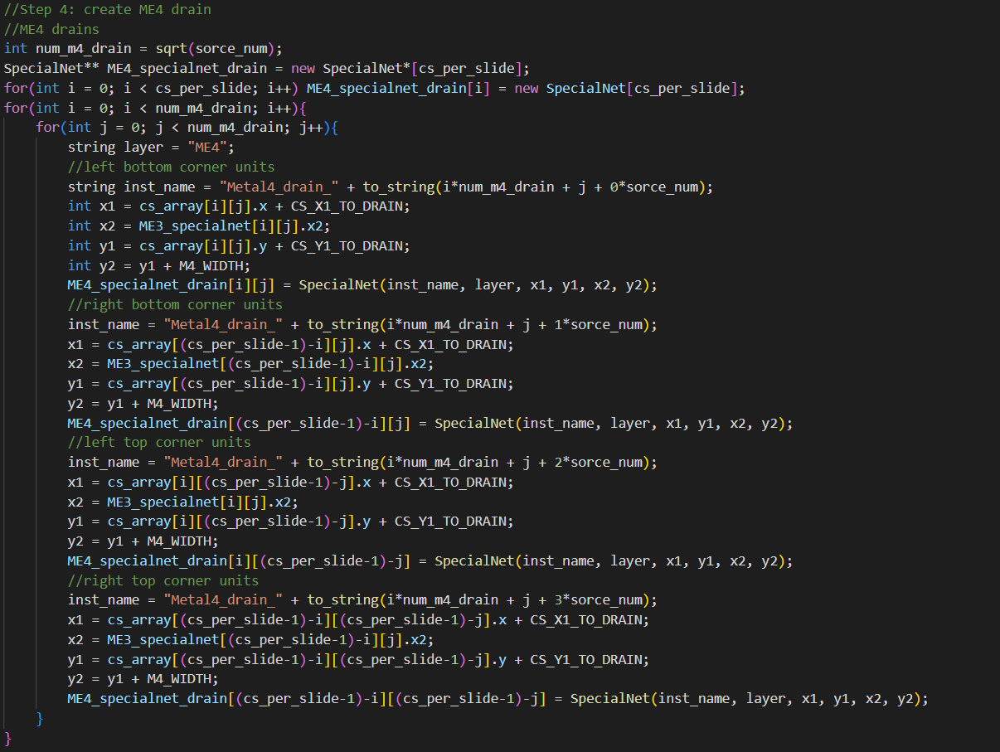 //Step 4: create ME4 drain
//ME4 drains
int num_m4_drain = sqrt(sorce_num);
SpecialNet** ME4_specialnet_drain = new SpecialNet*[cs_per_slide];
for(int i = 0; i < cs_per_slide; i++) ME4_specialnet_drain[i] = new SpecialNet[cs_per_slide];
for(int i = 0; i < num_m4_drain; i++){
    for(int j = 0; j < num_m4_drain; j++){
        string layer = "ME4";
        //left bottom corner units
        string inst_name = "Metal4_drain_" + to_string(i*num_m4_drain + j + 0*sorce_num);
        int x1 = cs_array[i][j].x + CS_X1_TO_DRAIN;
        int x2 = ME3_specialnet[i][j].x2;
        int y1 = cs_array[i][j].y + CS_Y1_TO_DRAIN;
        int y2 = y1 + M4_WIDTH;
        ME4_specialnet_drain[i][j] = SpecialNet(inst_name, layer, x1, y1, x2, y2);
        //right bottom corner units
        inst_name = "Metal4_drain_" + to_string(i*num_m4_drain + j + 1*sorce_num);
        x1 = cs_array[(cs_per_slide-1)-i][j].x + CS_X1_TO_DRAIN;
        x2 = ME3_specialnet[(cs_per_slide-1)-i][j].x2;
        y1 = cs_array[(cs_per_slide-1)-i][j].y + CS_Y1_TO_DRAIN;
        y2 = y1 + M4_WIDTH;
        ME4_specialnet_drain[(cs_per_slide-1)-i][j] = SpecialNet(inst_name, layer, x1, y1, x2, y2);
        //left top corner units
        inst_name = "Metal4_drain_" + to_string(i*num_m4_drain + j + 2*sorce_num);
        x1 = cs_array[i][(cs_per_slide-1)-j].x + CS_X1_TO_DRAIN;
        x2 = ME3_specialnet[i][j].x2;
        y1 = cs_array[i][(cs_per_slide-1)-j].y + CS_Y1_TO_DRAIN;
        y2 = y1 + M4_WIDTH;
        ME4_specialnet_drain[i][(cs_per_slide-1)-j] = SpecialNet(inst_name, layer, x1, y1, x2, y2);
        //right top corner units
        inst_name = "Metal4_drain_" + to_string(i*num_m4_drain + j + 3*sorce_num);
        x1 = cs_array[(cs_per_slide-1)-i][(cs_per_slide-1)-j].x + CS_X1_TO_DRAIN;
        x2 = ME3_specialnet[(cs_per_slide-1)-i][j].x2;
        y1 = cs_array[(cs_per_slide-1)-i][(cs_per_slide-1)-j].y + CS_Y1_TO_DRAIN;
        y2 = y1 + M4_WIDTH;
        ME4_specialnet_drain[(cs_per_slide-1)-i][(cs_per_slide-1)-j] = SpecialNet(inst_name, layer, x1, y1, x2, y2);
    }
}